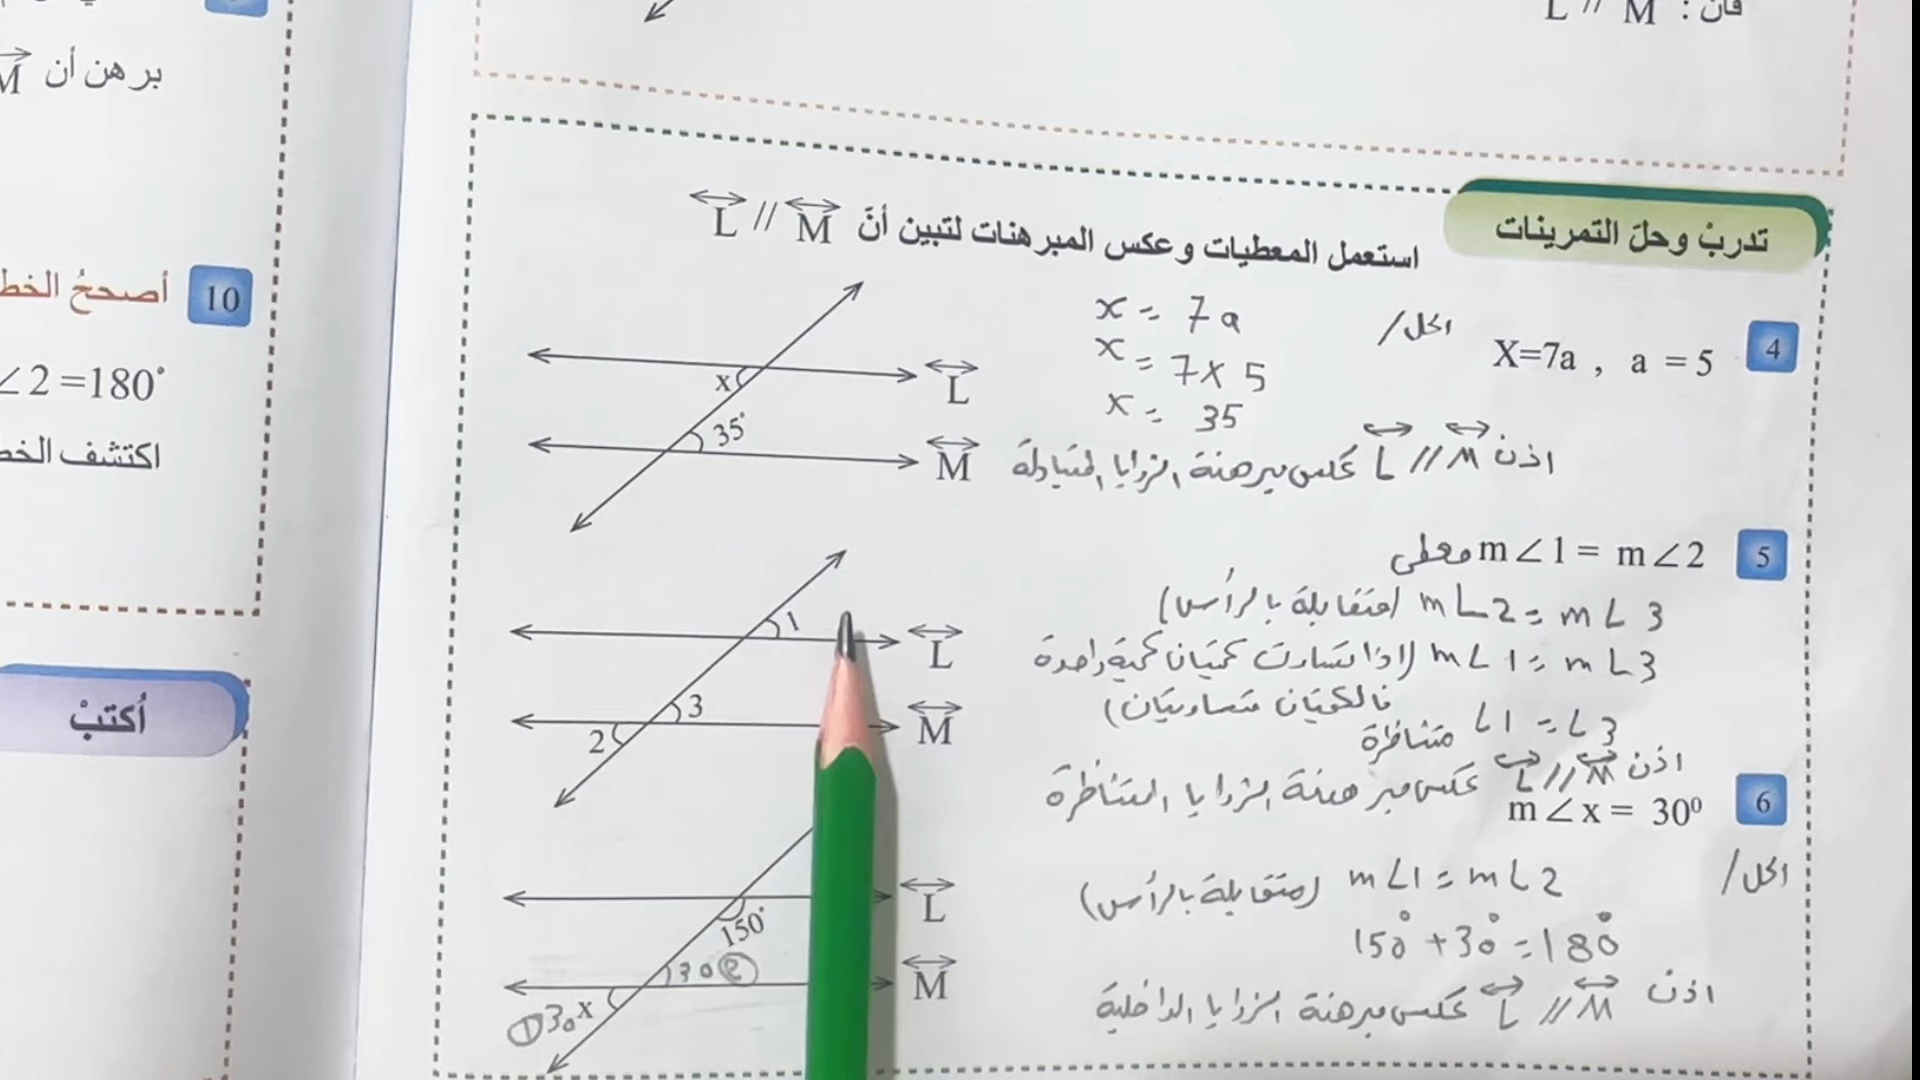 فان : L // M
برهن أن M
10 أصححُ الخط
∠2 =180°
اكتشف الخط
أكتبْ
تدربْ وحلّ التمرينات
استعمل المعطيات وعكس المبرهنات لتبين أنّ L // M
4 X=7a , a = 5
الحل/
x = 7a
x = 7 x 5
x = 35
اذن L // M عكس مبرهنة الزوايا المتبادلة
x
35°
L
M
5 m∠1 = m∠2 معطى
m∠2 = m∠3 (متقابلة بالرأس)
m∠1 = m∠3 (اذا تساوت كميتان كمية واحدة
فالكميتان متساويتان)
∠1 = ∠3 متناظرة
اذن L // M عكس مبرهنة الزوايا المتناظرة
1
3
2
L
M
6 m∠x = 30⁰
الحل/
m∠1 = m∠2 (متقابلة بالرأس)
150° + 30° = 180°
اذن L // M عكس مبرهنة الزوايا الداخلية
150°
30 ②
① 30 x
L
M